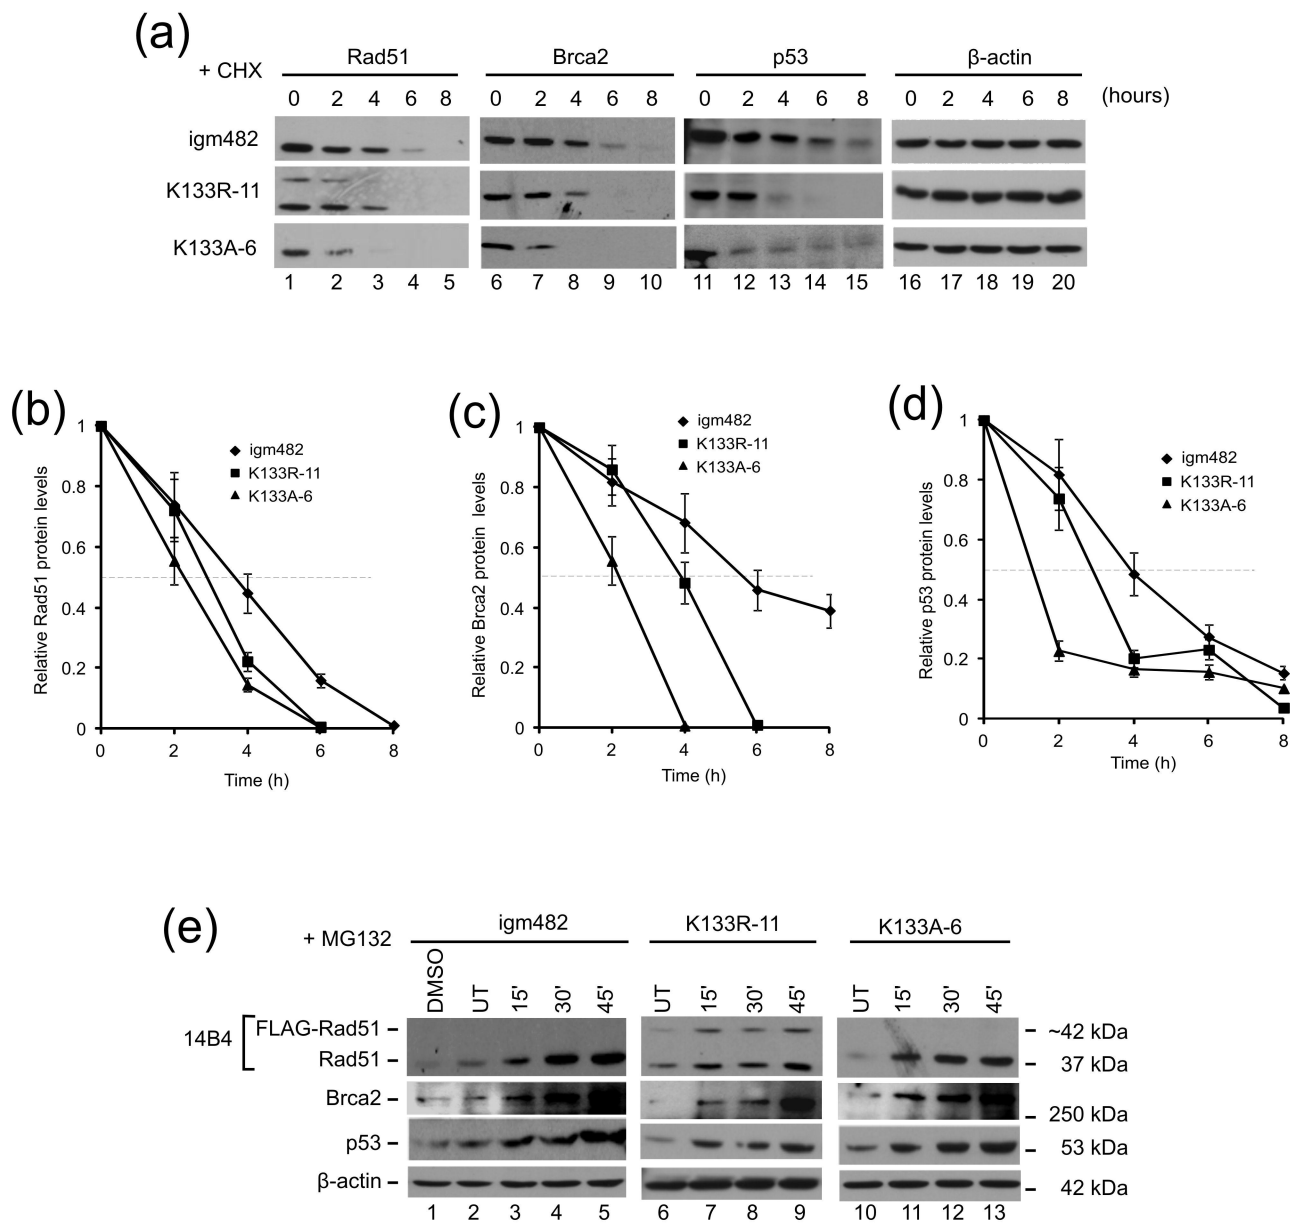 (a)
Rad51 Brca2 p53 β-actin
+ CHX
0 2 4 6 8 0 2 4 6 8 0 2 4 6 8 0 2 4 6 8 (hours)
igm482
K133R-11
K133A-6
1 2 3 4 5 6 7 8 9 10 11 12 13 14 15 16 17 18 19 20
(b)
Relative Rad51 protein levels
1
0.8
0.6
0.4
0.2
0
0 2 4 6 8
Time (h)
igm482
K133R-11
K133A-6
(c)
Relative Brca2 protein levels
1
0.8
0.6
0.4
0.2
0
0 2 4 6 8
Time (h)
igm482
K133R-11
K133A-6
(d)
Relative p53 protein levels
1
0.8
0.6
0.4
0.2
0
0 2 4 6 8
Time (h)
igm482
K133R-11
K133A-6
(e)
igm482 K133R-11 K133A-6
+ MG132
DMSO UT 15' 30' 45' UT 15' 30' 45' UT 15' 30' 45'
14B4
FLAG-Rad51 – – ~42 kDa
Rad51 – – 37 kDa
Brca2 – – 250 kDa
p53 – – 53 kDa
β-actin – – 42 kDa
1 2 3 4 5 6 7 8 9 10 11 12 13